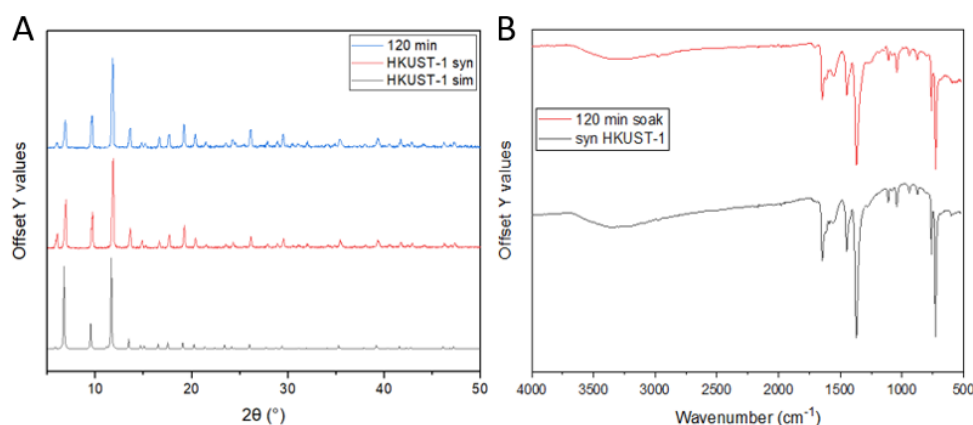 A
120 min
HKUST-1 syn
HKUST-1 sim
Offset Y values
10
20
30
40
50
2θ (°)
B
120 min soak
syn HKUST-1
Offset Y values
4000
3500
3000
2500
2000
1500
1000
500
Wavenumber (cm⁻¹)